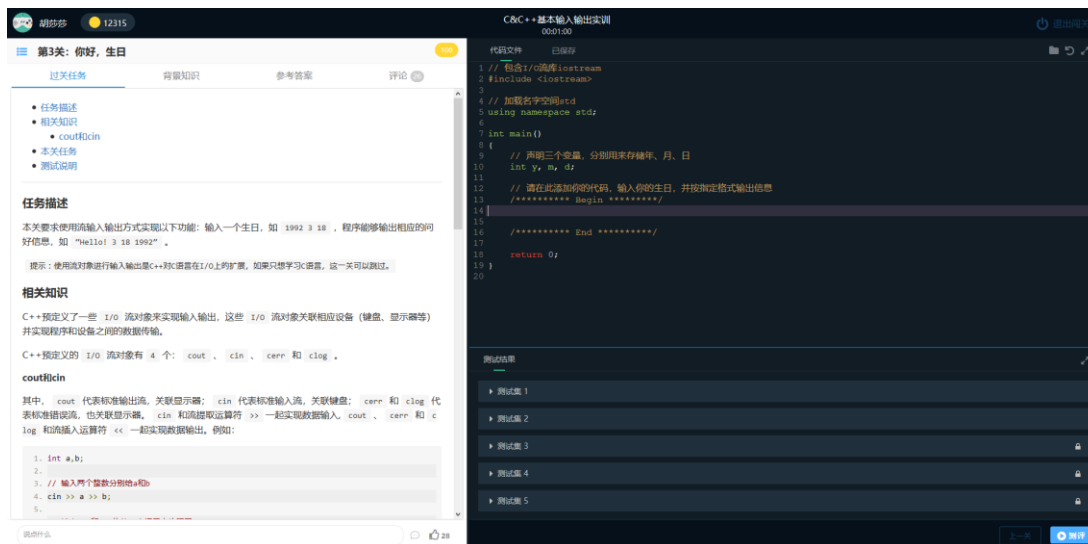 胡莎莎 12315
C&C++基本输入输出实训
00:01:00
退出闯关
第3关：你好，生日
100
过关任务 背景知识 参考答案 评论 20
任务描述
相关知识
cout和cin
本关任务
测试说明
任务描述
本关要求使用流输入输出方式实现以下功能：输入一个生日，如 1992 3 18 ，程序能够输出相应的问
好信息、如 "Hello! 3 18 1992" 。
提示：使用流对象进行输入输出是C++对C语言在I/O上的扩展，如果只想学习C语言，这一关可以跳过。
相关知识
C++预定义了一些 I/O 流对象来实现输入输出，这些 I/O 流对象关联相应设备（键盘、显示器等）
并实现程序和设备之间的数据传输。
C++预定义的 I/O 流对象有 4 个： cout 、 cin 、 cerr 和 clog 。
cout和cin
其中， cout 代表标准输出流，关联显示器； cin 代表标准输入流，关联键盘； cerr 和 clog 代
表标准错误流，也关联显示器。 cin 和流提取运算符 >> 一起实现数据输入。cout 、 cerr 和 c
log 和流插入运算符 << 一起实现数据输出。例如：
1. int a,b;
2.
3. // 输入两个整数分别给a和b
4. cin >> a >> b;
5.
说点什么
28
代码文件 已保存
1 // 包含I/O流库iostream
2 #include <iostream>
3
4 // 加载名字空间std
5 using namespace std;
6
7 int main()
8 {
9 // 声明三个变量，分别用来存储年、月、日
10 int y, m, d;
11
12 // 请在此添加你的代码，输入你的生日，并按指定格式输出信息
13 /********** Begin *********/
14
15
16 /********** End **********/
17
18 return 0;
19 }
20
测试结果
测试集 1
测试集 2
测试集 3
测试集 4
测试集 5
上一关 测评